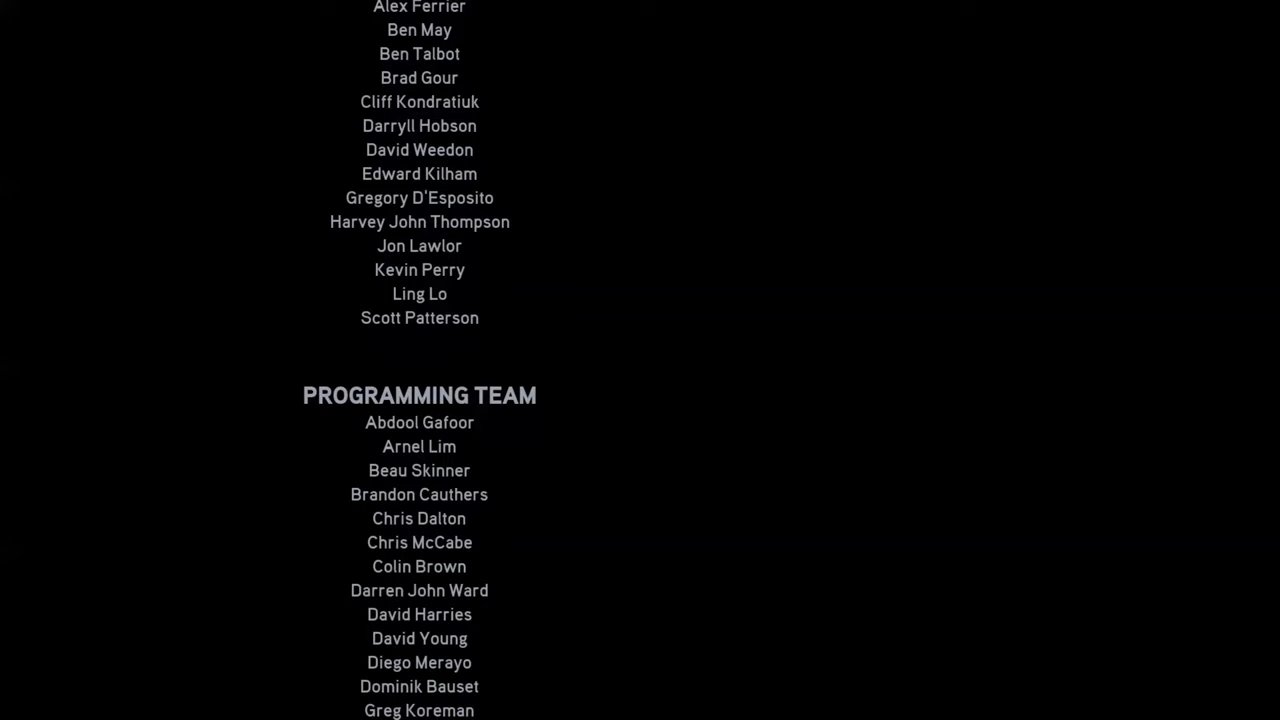 Alex Ferrier
Ben May
Ben Talbot
Brad Gour
Cliff Kondratiuk
Darryll Hobson
David Weedon
Edward Kilham
Gregory D'Esposito
Harvey John Thompson
Jon Lawlor
Kevin Perry
Ling Lo
Scott Patterson
PROGRAMMING TEAM
Abdool Gafoor
Arnel Lim
Beau Skinner
Brandon Cauthers
Chris Dalton
Chris McCabe
Colin Brown
Darren John Ward
David Harries
David Young
Diego Merayo
Dominik Bauset
Greg Koreman